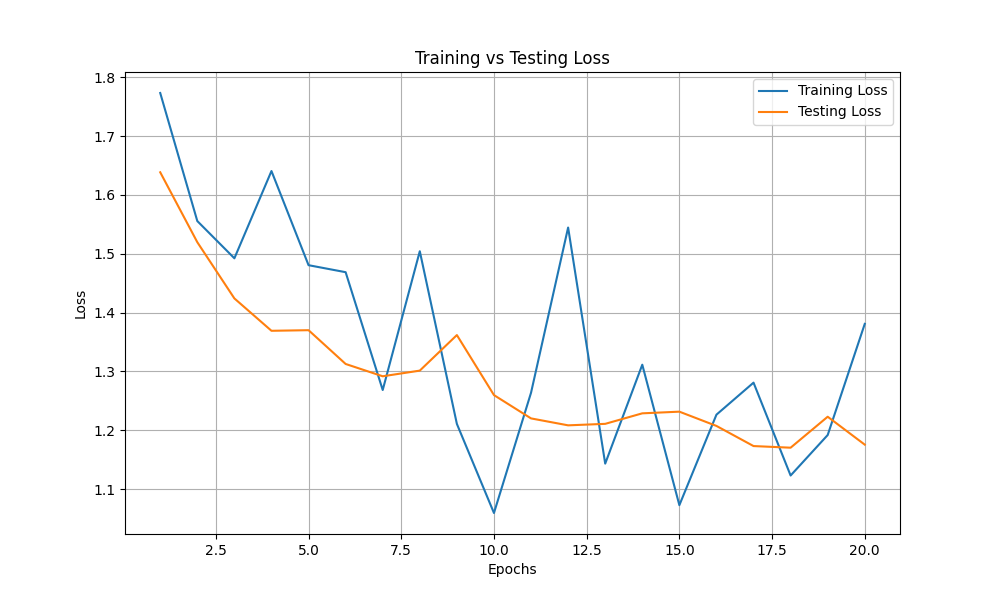 Training vs Testing Loss
Training Loss
Testing Loss
Loss
1.8
1.7
1.6
1.5
1.4
1.3
1.2
1.1
2.5 5.0 7.5 10.0 12.5 15.0 17.5 20.0
Epochs